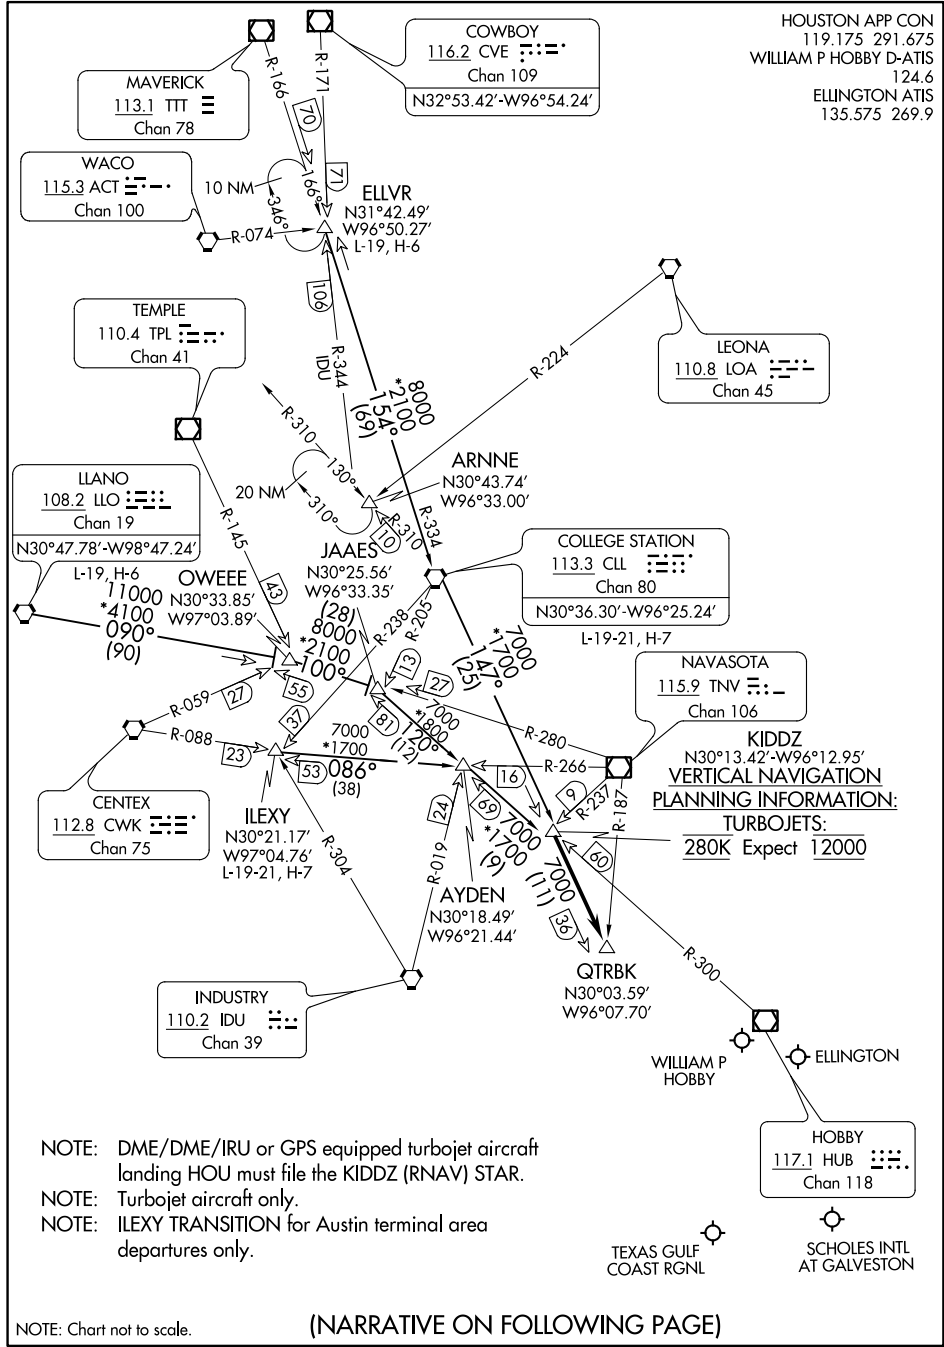 HOUSTON APP CON
119.175 291.675
WILLIAM P HOBBY D-ATIS
124.6
ELLINGTON ATIS
135.575 269.9
COWBOY
116.2 CVE
Chan 109
N32°53.42'-W96°54.24'
MAVERICK
113.1 TTT
Chan 78
R-166
R-171
70
71
WACO
115.3 ACT
Chan 100
10 NM
166°
346°
R-074
ELLVR
N31°42.49'
W96°50.27'
L-19, H-6
106
R-344
IDU
TEMPLE
110.4 TPL
Chan 41
LEONA
110.8 LOA
Chan 45
R-224
8000
*2100
154°
(69)
R-310
130°
20 NM
310°
R-310
10
ARNNE
N30°43.74'
W96°33.00'
R-334
LLANO
108.2 LLO
Chan 19
N30°47.78'-W98°47.24'
L-19, H-6
R-145
43
COLLEGE STATION
113.3 CLL
Chan 80
N30°36.30'-W96°25.24'
L-19-21, H-7
JAAES
N30°25.56'
W96°33.35'
OWEEE
N30°33.85'
W97°03.89'
11000
*4100
090°
(90)
(28)
8000
*2100
100°
R-238
R-205
7000
*1700
147°
(25)
NAVASOTA
115.9 TNV
Chan 106
R-059
27
55
13
27
R-088
23
37
81
7000
*1800
120°
(12)
R-280
R-266
16
9
R-237
R-187
KIDDZ
N30°13.42'-W96°12.95'
VERTICAL NAVIGATION
PLANNING INFORMATION:
TURBOJETS:
280K Expect 12000
7000
*1700
086°
(38)
53
CENTEX
112.8 CWK
Chan 75
ILEXY
N30°21.17'
W97°04.76'
L-19-21, H-7
R-304
24
R-019
69
7000
*1700
(9)
60
7000
(11)
36
AYDEN
N30°18.49'
W96°21.44'
R-300
QTRBK
N30°03.59'
W96°07.70'
INDUSTRY
110.2 IDU
Chan 39
WILLIAM P
HOBBY
ELLINGTON
HOBBY
117.1 HUB
Chan 118
NOTE: DME/DME/IRU or GPS equipped turbojet aircraft
landing HOU must file the KIDDZ (RNAV) STAR.
NOTE: Turbojet aircraft only.
NOTE: ILEXY TRANSITION for Austin terminal area
departures only.
TEXAS GULF
COAST RGNL
SCHOLES INTL
AT GALVESTON
NOTE: Chart not to scale.
(NARRATIVE ON FOLLOWING PAGE)